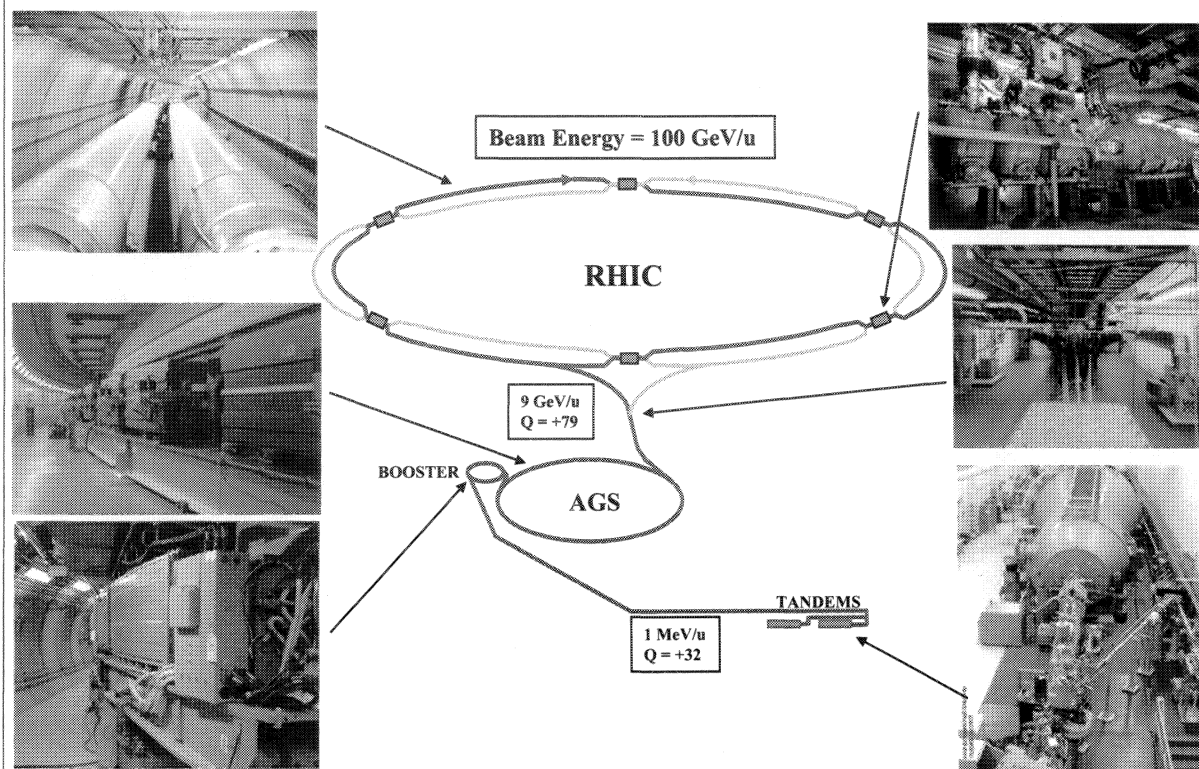 Beam Energy = 100 GeV/u
RHIC
9 GeV/u
Q = +79
BOOSTER
AGS
TANDEMS
1 MeV/u
Q = +32